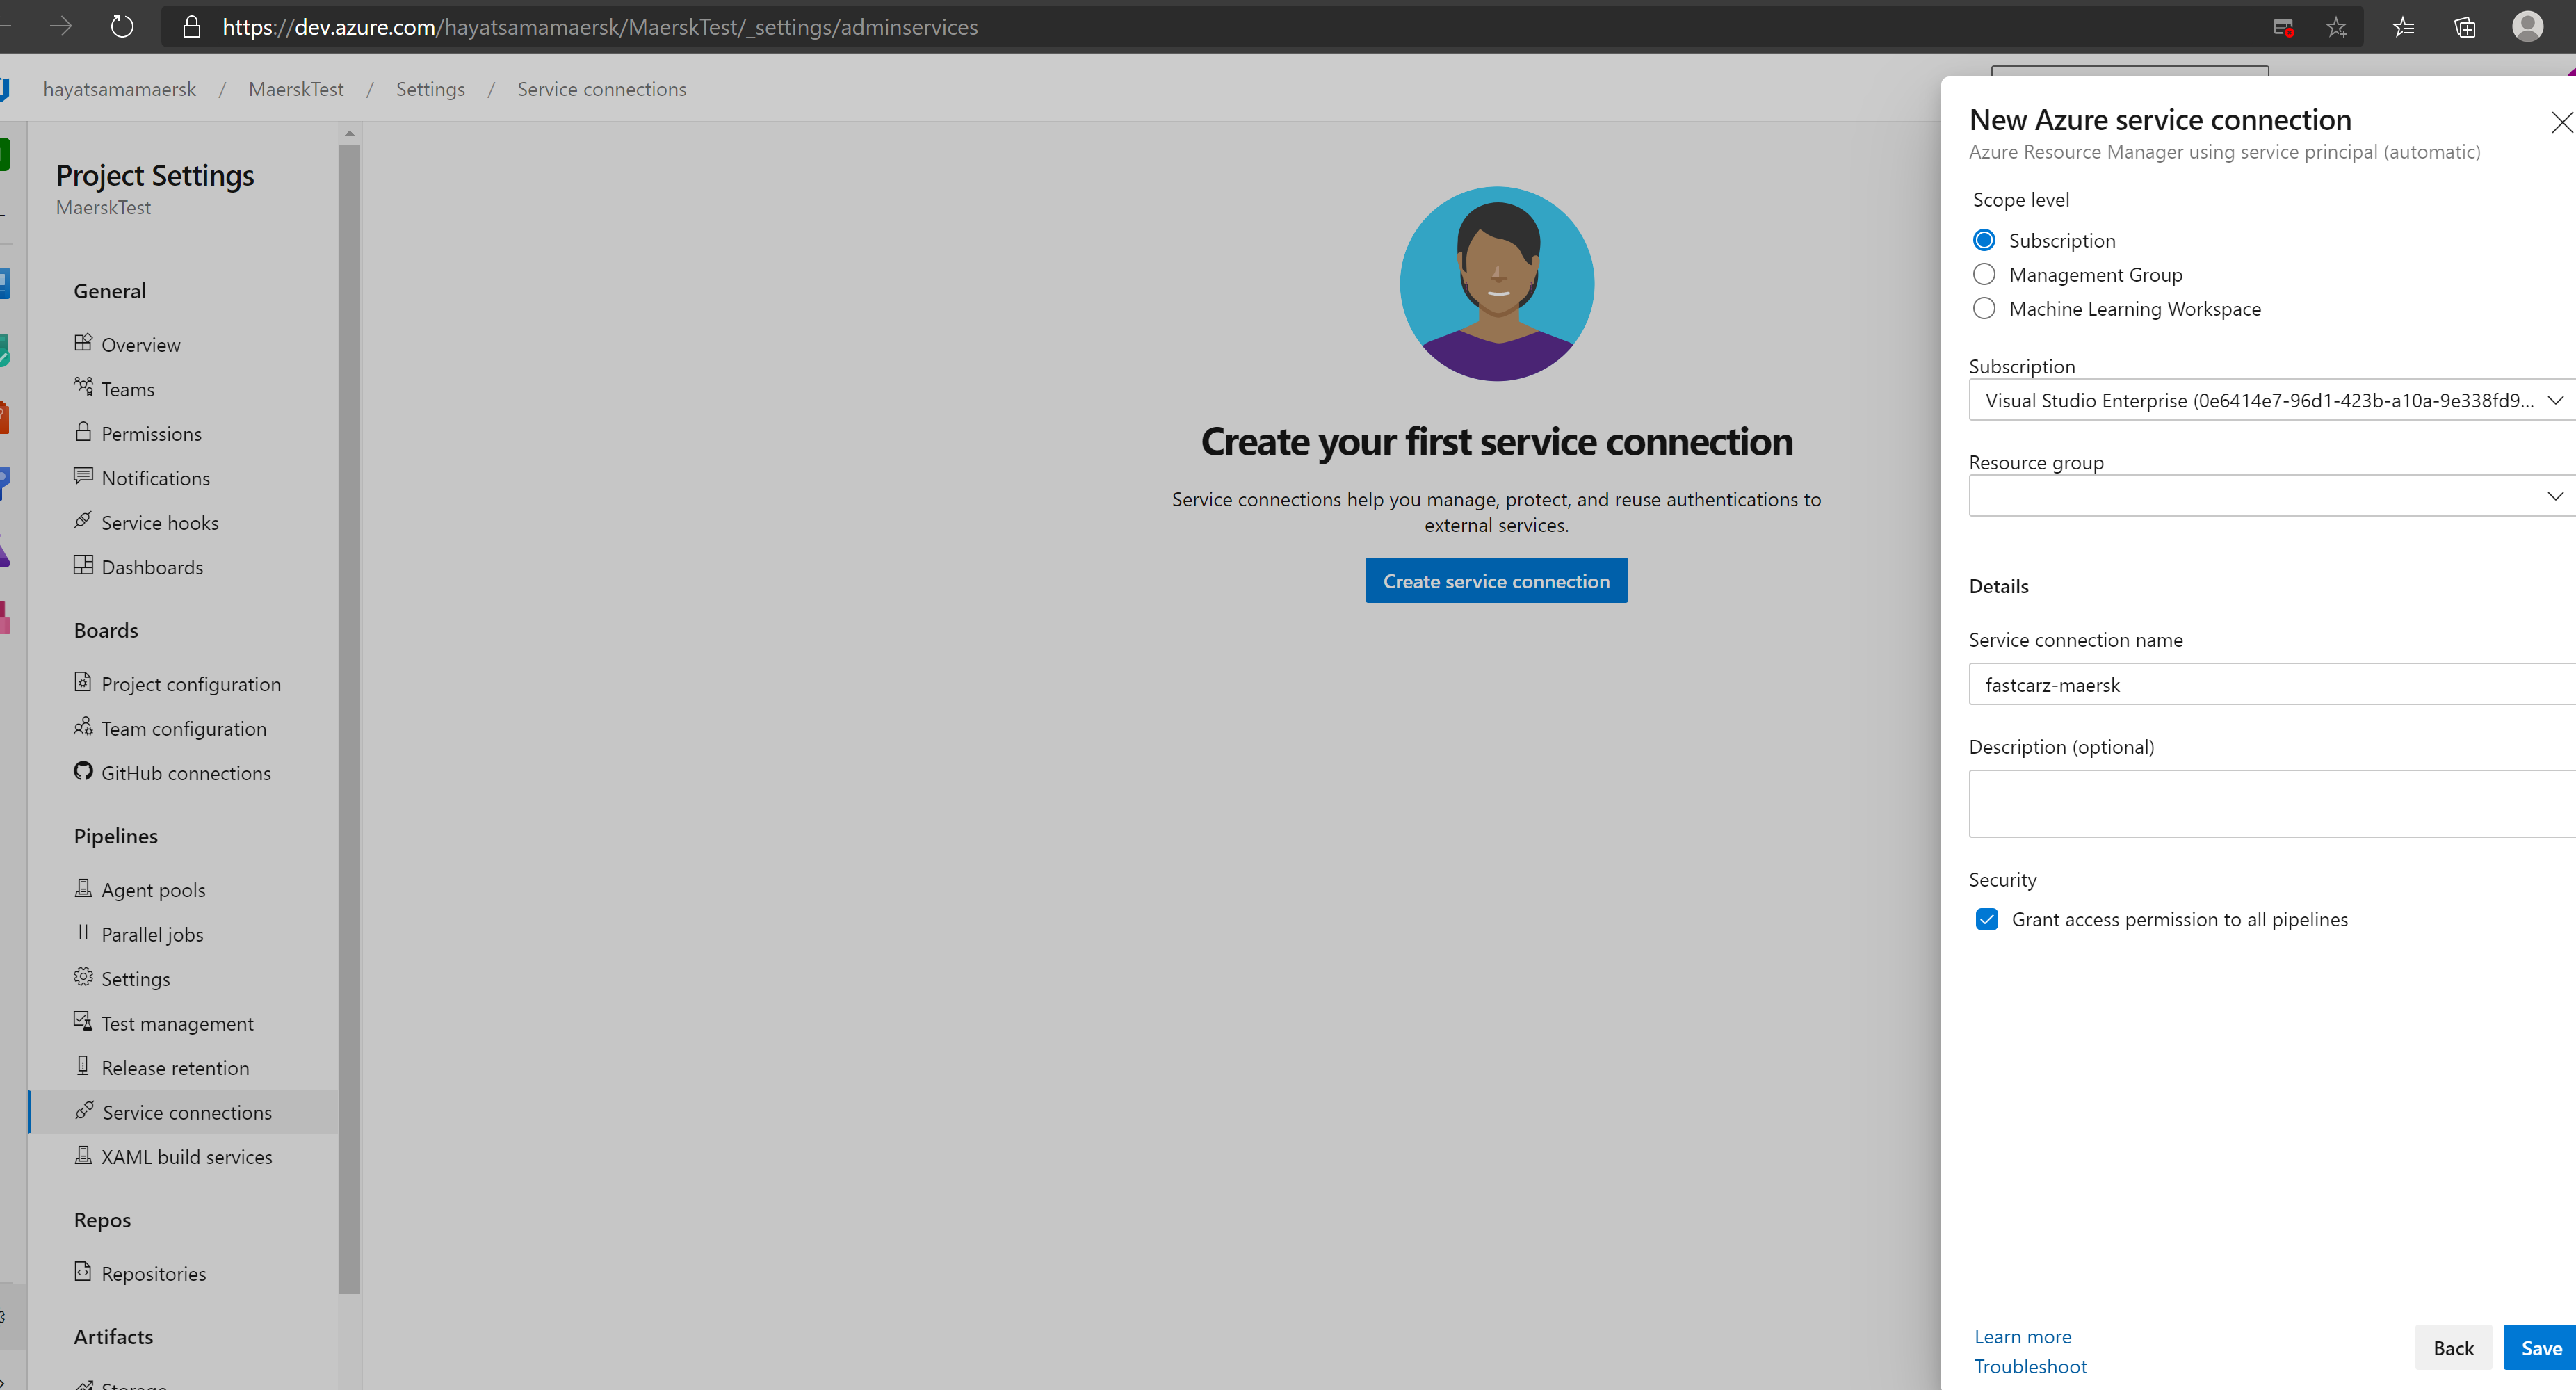 https://dev.azure.com/hayatsamamaersk/MaerskTest/_settings/adminservices
hayatsamamaersk / MaerskTest / Settings / Service connections
Project Settings
MaerskTest
General
Overview
Teams
Permissions
Notifications
Service hooks
Dashboards
Boards
Project configuration
Team configuration
GitHub connections
Pipelines
Agent pools
Parallel jobs
Settings
Test management
Release retention
Service connections
XAML build services
Repos
Repositories
Artifacts
Storage
Create your first service connection
Service connections help you manage, protect, and reuse authentications to
external services.
Create service connection
New Azure service connection
Azure Resource Manager using service principal (automatic)
Scope level
Subscription
Management Group
Machine Learning Workspace
Subscription
Visual Studio Enterprise (0e6414e7-96d1-423b-a10a-9e338fd9...
Resource group
Details
Service connection name
fastcarz-maersk
Description (optional)
Security
Grant access permission to all pipelines
Learn more
Troubleshoot
Back
Save